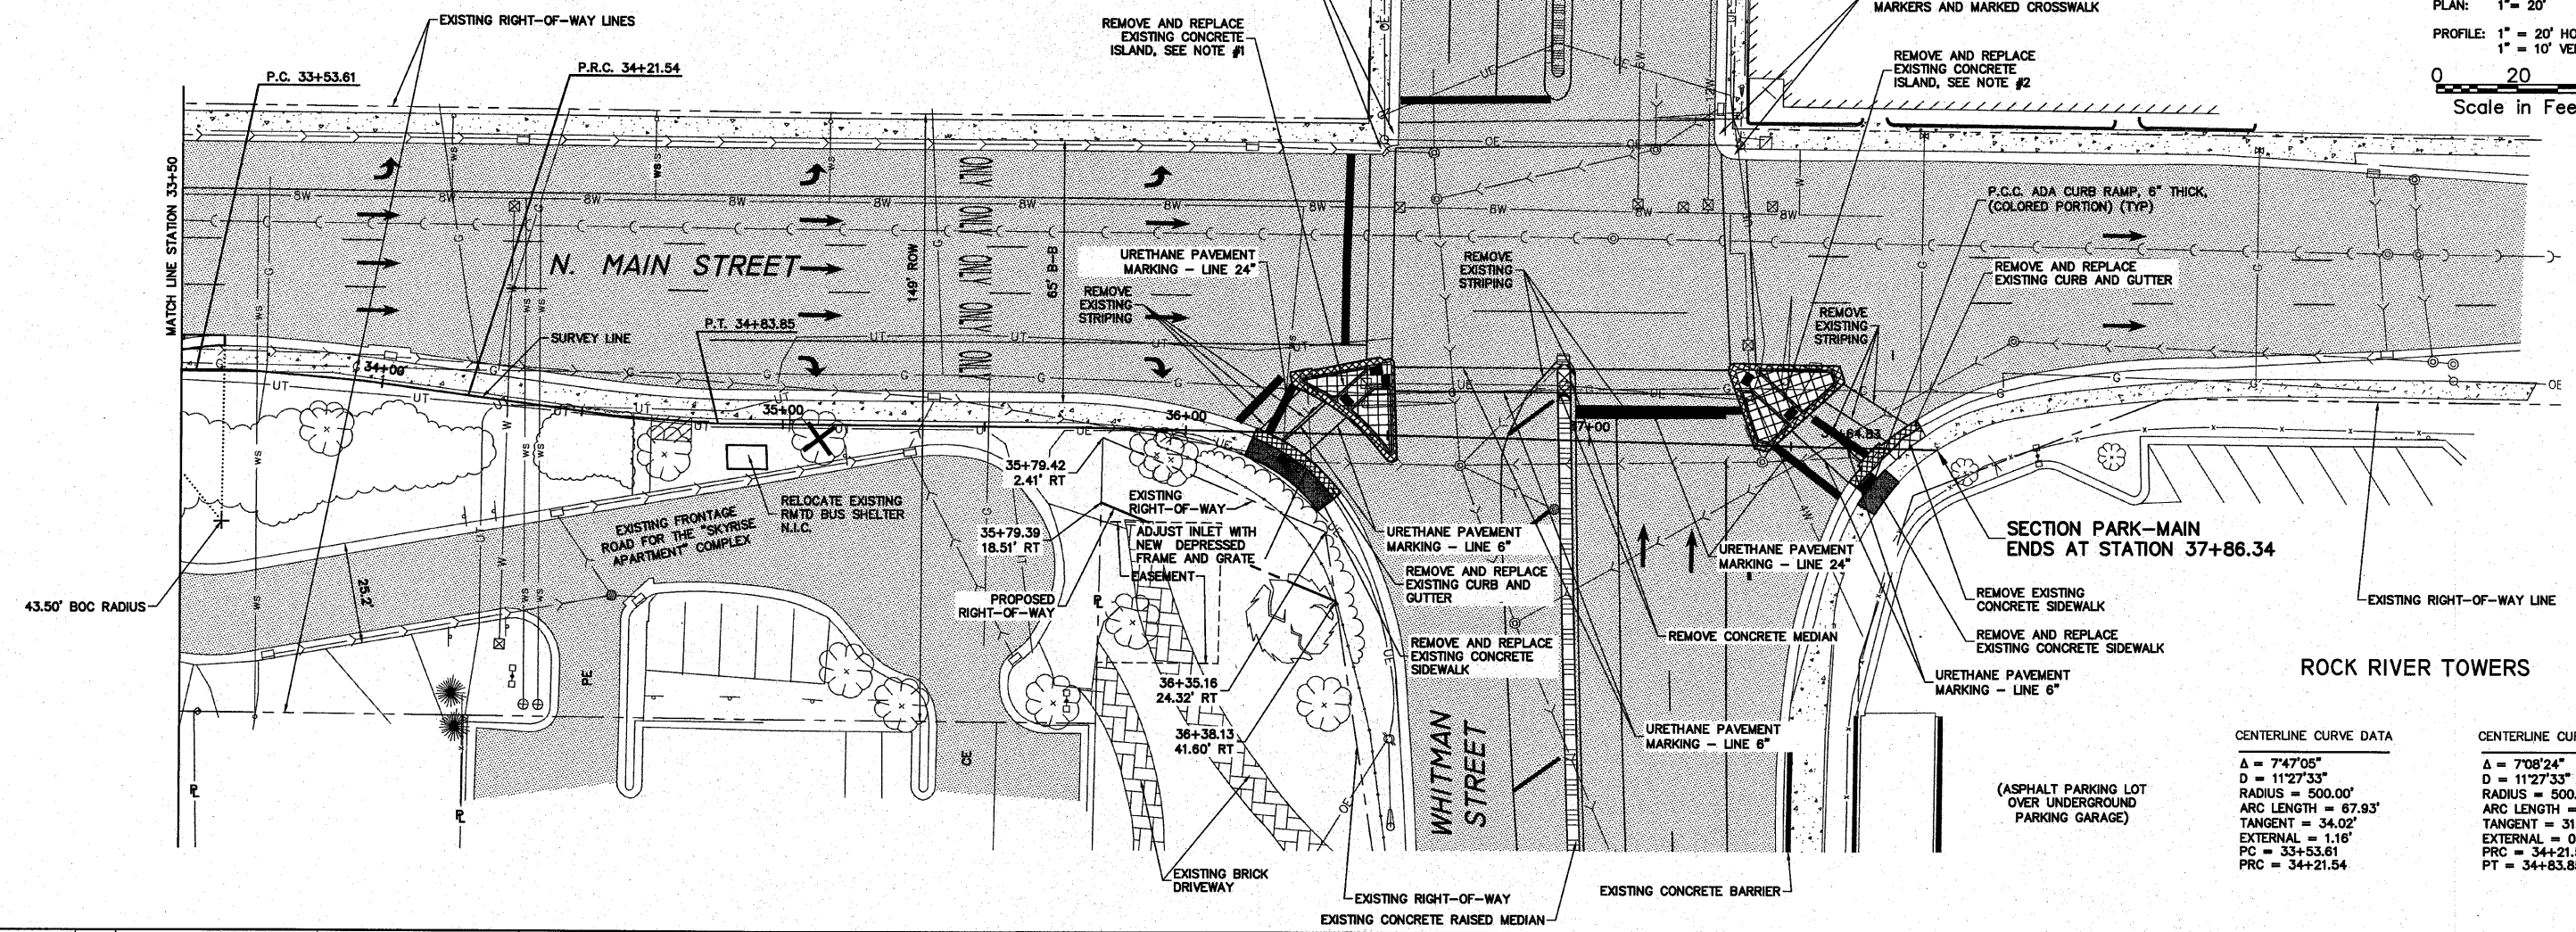 EXISTING RIGHT-OF-WAY LINES
P.C. 33+53.61
P.R.C. 34+21.54
REMOVE AND REPLACE
EXISTING CONCRETE
ISLAND, SEE NOTE #1
MARKERS AND MARKED CROSSWALK
REMOVE AND REPLACE
EXISTING CONCRETE
ISLAND, SEE NOTE #2
PLAN: 1"= 20'
PROFILE: 1" = 20' HO
1" = 10' VE
0 20
Scale in Fee
MATCH LINE STATION 33+50
N. MAIN STREET
149' ROW
ONLY ONLY ONLY ONLY ONLY
65' B-B
URETHANE PAVEMENT
MARKING - LINE 24"
REMOVE
EXISTING
STRIPING
REMOVE
EXISTING
STRIPING
P.C.C. ADA CURB RAMP, 6" THICK,
(COLORED PORTION) (TYP)
REMOVE AND REPLACE
EXISTING CURB AND GUTTER
REMOVE
EXISTING
STRIPING
P.T. 34+83.85
SURVEY LINE
34+00
35+00
36+00
37+00
35+79.42
2.41' RT
35+79.39
18.51' RT
EXISTING
RIGHT-OF-WAY
ADJUST INLET WITH
NEW DEPRESSED
FRAME AND GRATE
EASEMENT
PROPOSED
RIGHT-OF-WAY
RELOCATE EXISTING
RMTD BUS SHELTER
N.I.C.
EXISTING FRONTAGE
ROAD FOR THE "SKYRISE
APARTMENT" COMPLEX
25.2'
43.50' BOC RADIUS
URETHANE PAVEMENT
MARKING - LINE 6"
REMOVE AND REPLACE
EXISTING CURB AND
GUTTER
REMOVE AND REPLACE
EXISTING CONCRETE
SIDEWALK
36+35.16
24.32' RT
36+38.13
41.60' RT
URETHANE PAVEMENT
MARKING - LINE 24"
REMOVE CONCRETE MEDIAN
URETHANE PAVEMENT
MARKING - LINE 6"
SECTION PARK-MAIN
ENDS AT STATION 37+86.34
REMOVE EXISTING
CONCRETE SIDEWALK
REMOVE AND REPLACE
EXISTING CONCRETE SIDEWALK
URETHANE PAVEMENT
MARKING - LINE 6"
EXISTING RIGHT-OF-WAY LINE
ROCK RIVER TOWERS
PE
CE
WHITMAN
STREET
(ASPHALT PARKING LOT
OVER UNDERGROUND
PARKING GARAGE)
CENTERLINE CURVE DATA
Δ = 7°47'05"
D = 11°27'33"
RADIUS = 500.00'
ARC LENGTH = 67.93'
TANGENT = 34.02'
EXTERNAL = 1.16'
PC = 33+53.61
PRC = 34+21.54
CENTERLINE CU
Δ = 7°08'24"
D = 11°27'33"
RADIUS = 500.
ARC LENGTH =
TANGENT = 31
EXTERNAL = 0
PRC = 34+21.
PT = 34+83.8
EXISTING BRICK
DRIVEWAY
EXISTING RIGHT-OF-WAY
EXISTING CONCRETE RAISED MEDIAN
EXISTING CONCRETE BARRIER